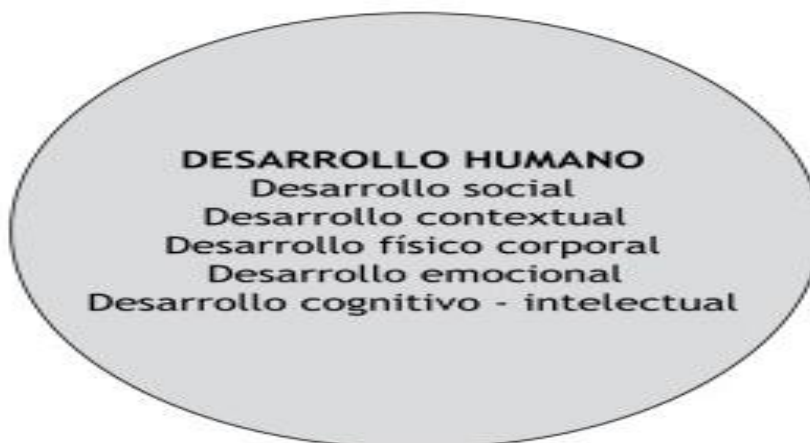 DESARROLLO HUMANO
Desarrollo social
Desarrollo contextual
Desarrollo físico corporal
Desarrollo emocional
Desarrollo cognitivo - intelectual